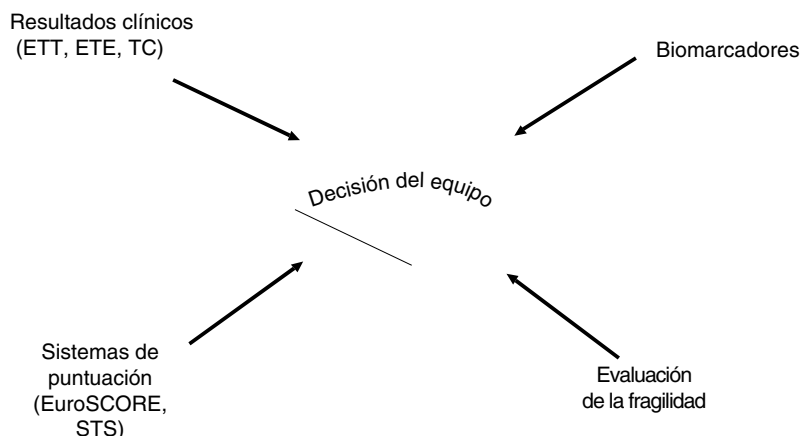 Resultados clínicos
(ETT, ETE, TC)
Biomarcadores
Decisión del equipo
Sistemas de
puntuación
(EuroSCORE,
STS)
Evaluación
de la fragilidad